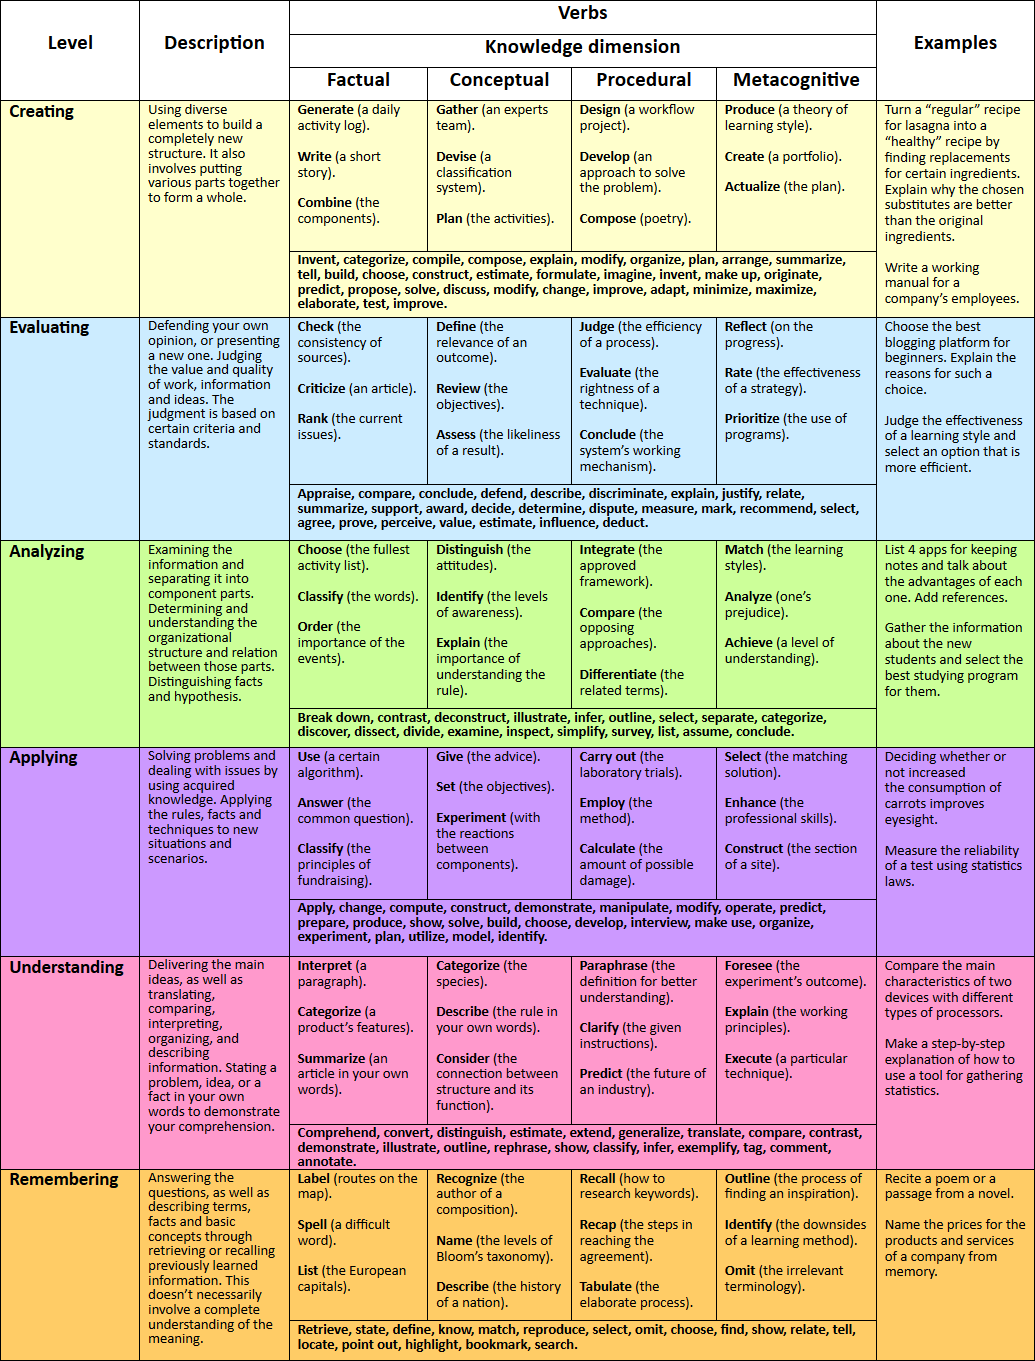 Level
Description
Verbs
Knowledge dimension
Factual
Conceptual
Procedural
Metacognitive
Examples
Creating
Using diverse
elements to build a
completely new
structure. It also
involves putting
various parts together
to form a whole.
Generate (a daily
activity log).
Write (a short
story).
Combine (the
components).
Gather (an experts
team).
Devise (a
classification
system).
Plan (the activities).
Design (a workflow
project).
Develop (an
approach to solve
the problem).
Compose (poetry).
Produce (a theory of
learning style).
Create (a portfolio).
Actualize (the plan).
Invent, categorize, compile, compose, explain, modify, organize, plan, arrange, summarize,
tell, build, choose, construct, estimate, formulate, imagine, invent, make up, originate,
predict, propose, solve, discuss, modify, change, improve, adapt, minimize, maximize,
elaborate, test, improve.
Turn a “regular” recipe
for lasagna into a
“healthy” recipe by
finding replacements
for certain ingredients.
Explain why the chosen
substitutes are better
than the original
ingredients.
Write a working
manual for a
company’s employees.
Evaluating
Defending your own
opinion, or presenting
a new one. Judging
the value and quality
of work, information
and ideas. The
judgment is based on
certain criteria and
standards.
Check (the
consistency of
sources).
Criticize (an article).
Rank (the current
issues).
Define (the
relevance of an
outcome).
Review (the
objectives).
Assess (the likeliness
of a result).
Judge (the efficiency
of a process).
Evaluate (the
rightness of a
technique).
Conclude (the
system’s working
mechanism).
Reflect (on the
progress).
Rate (the effectiveness
of a strategy).
Prioritize (the use of
programs).
Appraise, compare, conclude, defend, describe, discriminate, explain, justify, relate,
summarize, support, award, decide, determine, dispute, measure, mark, recommend, select,
agree, prove, perceive, value, estimate, influence, deduct.
Choose the best
blogging platform for
beginners. Explain the
reasons for such a
choice.
Judge the effectiveness
of a learning style and
select an option that is
more efficient.
Analyzing
Examining the
information and
separating it into
component parts.
Determining and
understanding the
organizational
structure and relation
between those parts.
Distinguishing facts
and hypothesis.
Choose (the fullest
activity list).
Classify (the words).
Order (the
importance of the
events).
Distinguish (the
attitudes).
Identify (the levels
of awareness).
Explain (the
importance of
understanding the
rule).
Integrate (the
approved
framework).
Compare (the
opposing
approaches).
Differentiate (the
related terms).
Match (the learning
styles).
Analyze (one’s
prejudice).
Achieve (a level of
understanding).
Break down, contrast, deconstruct, illustrate, infer, outline, select, separate, categorize,
discover, dissect, divide, examine, inspect, simplify, survey, list, assume, conclude.
List 4 apps for keeping
notes and talk about
the advantages of each
one. Add references.
Gather the information
about the new
students and select the
best studying program
for them.
Applying
Solving problems and
dealing with issues by
using acquired
knowledge. Applying
the rules, facts and
techniques to new
situations and
scenarios.
Use (a certain
algorithm).
Answer (the
common question).
Classify (the
principles of
fundraising).
Give (the advice).
Set (the objectives).
Experiment (with
the reactions
between
components).
Carry out (the
laboratory trials).
Employ (the
method).
Calculate (the
amount of possible
damage).
Select (the matching
solution).
Enhance (the
professional skills).
Construct (the section
of a site).
Apply, change, compute, construct, demonstrate, manipulate, modify, operate, predict,
prepare, produce, show, solve, build, choose, develop, interview, make use, organize,
experiment, plan, utilize, model, identify.
Deciding whether or
not increased
the consumption of
carrots improves
eyesight.
Measure the reliability
of a test using statistics
laws.
Understanding
Delivering the main
ideas, as well as
translating,
comparing,
interpreting,
organizing, and
describing
information. Stating a
problem, idea, or a
fact in your own
words to demonstrate
your comprehension.
Interpret (a
paragraph).
Categorize (a
product’s features).
Summarize (an
article in your own
words).
Categorize (the
species).
Describe (the rule in
your own words).
Consider (the
connection between
structure and its
function).
Paraphrase (the
definition for better
understanding).
Clarify (the given
instructions).
Predict (the future of
an industry).
Foresee (the
experiment’s outcome).
Explain (the working
principles).
Execute (a particular
technique).
Comprehend, convert, distinguish, estimate, extend, generalize, translate, compare, contrast,
demonstrate, illustrate, outline, rephrase, show, classify, infer, exemplify, tag, comment,
annotate.
Compare the main
characteristics of two
devices with different
types of processors.
Make a step-by-step
explanation of how to
use a tool for gathering
statistics.
Remembering
Answering the
questions, as well as
describing terms,
facts and basic
concepts through
retrieving or recalling
previously learned
information. This
doesn’t necessarily
involve a complete
understanding of the
meaning.
Label (routes on the
map).
Spell (a difficult
word).
List (the European
capitals).
Recognize (the
author of a
composition).
Name (the levels of
Bloom’s taxonomy).
Describe (the history
of a nation).
Recall (how to
research keywords).
Recap (the steps in
reaching the
agreement).
Tabulate (the
elaborate process).
Outline (the process of
finding an inspiration).
Identify (the downsides
of a learning method).
Omit (the irrelevant
terminology).
Retrieve, state, define, know, match, reproduce, select, omit, choose, find, show, relate, tell,
locate, point out, highlight, bookmark, search.
Recite a poem or a
passage from a novel.
Name the prices for the
products and services
of a company from
memory.